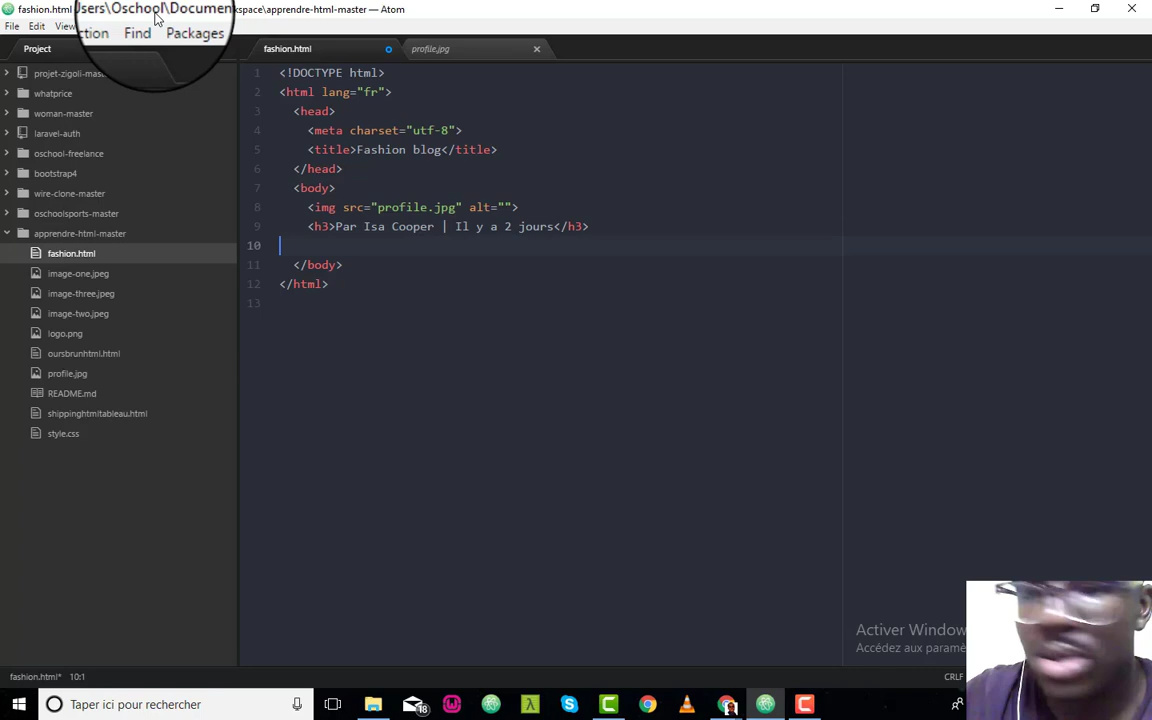 fashion.html
Users\Oschool\Documen
kspace\apprendre-html-master — Atom
File Edit View
ction Find Packages
Project
fashion.html
profile.jpg
projet-zigoli-mas
whatprice
woman-master
laravel-auth
oschool-freelance
bootstrap4
wire-clone-master
oschoolsports-master
apprendre-html-master
fashion.html
image-one.jpeg
image-three.jpeg
image-two.jpeg
logo.png
oursbrunhtml.html
profile.jpg
README.md
shippinghtmltableau.html
style.css
1 <!DOCTYPE html>
2 <html lang="fr">
3 <head>
4 <meta charset="utf-8">
5 <title>Fashion blog</title>
6 </head>
7 <body>
8 <img src="profile.jpg" alt="">
9 <h3>Par Isa Cooper | Il y a 2 jours</h3>
10
11 </body>
12 </html>
13
Activer Window
Accédez aux paramè
fashion.html* 10:1
CRLF
Taper ici pour rechercher
18